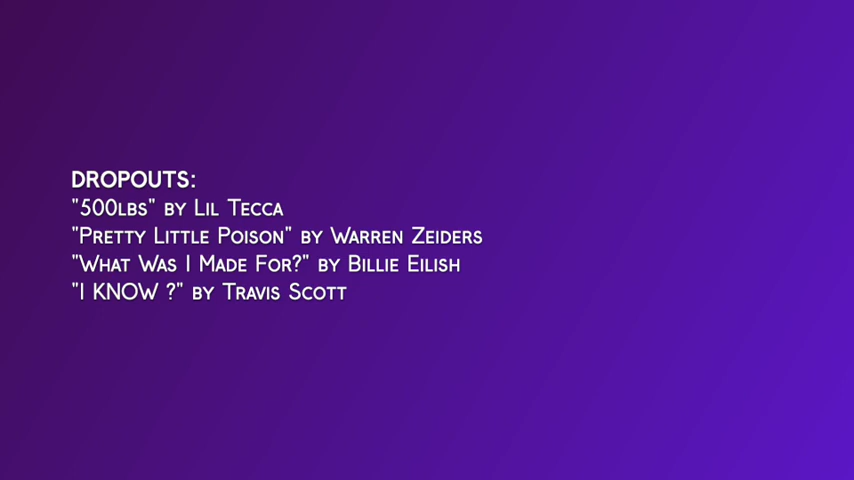 DROPOUTS:
"500lbs" by Lil Tecca
"Pretty Little Poison" by Warren Zeiders
"What Was I Made For?" by Billie Eilish
"I KNOW ?" by Travis Scott